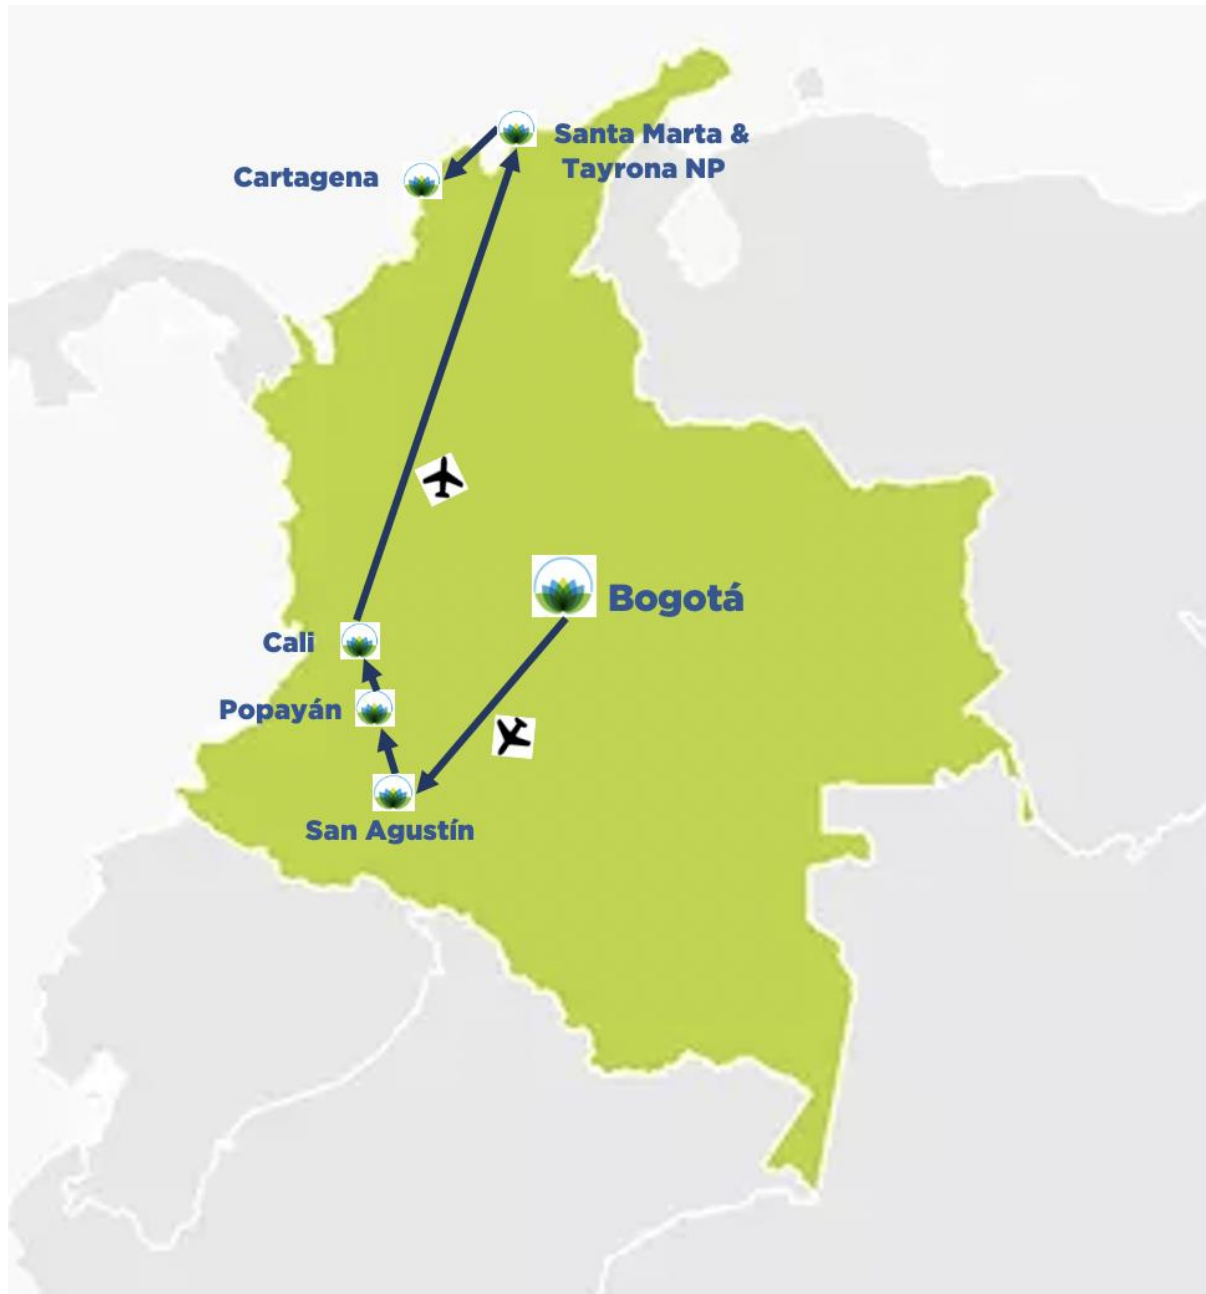 Santa Marta &
Tayrona NP
Cartagena
Bogotá
Cali
Popayán
San Agustín